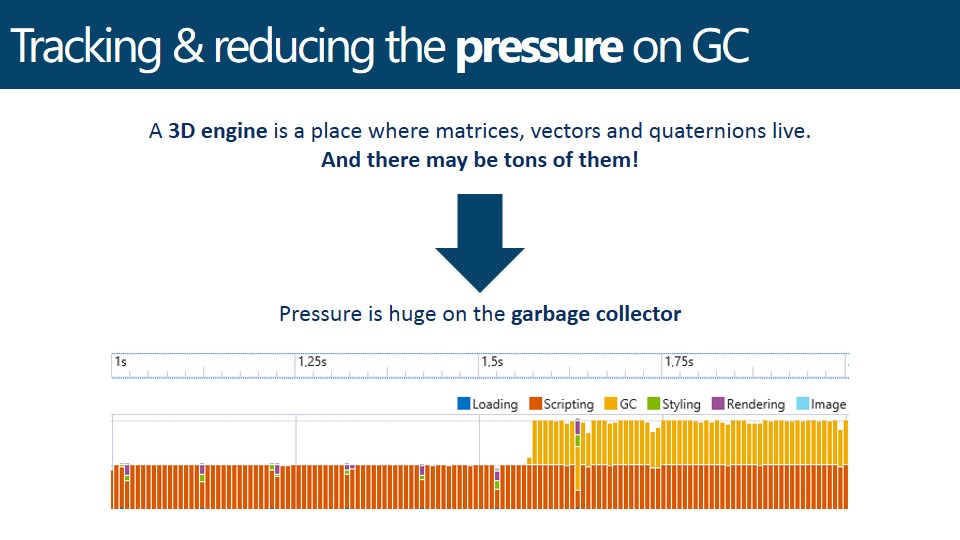 Tracking & reducing the pressure on GC
A 3D engine is a place where matrices, vectors and quaternions live.
And there may be tons of them!
Pressure is huge on the garbage collector
1s 1,25s 1,5s 1,75s
Loading Scripting GC Styling Rendering Image